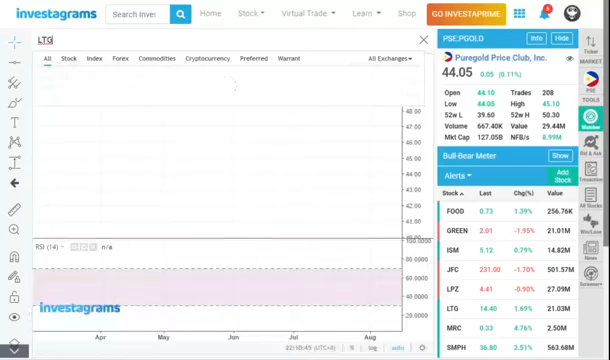 investagrams
Search Inves
Home
Stock
Virtual Trade
Learn
Shop
GO INVESTAPRIME
8
LTG
All
Stock
Index
Forex
Commodities
Cryptocurrency
Preferred
Warrant
All Exchanges
48.00
47.00
46.00
45.00
44.00
43.00
42.00
41.00
40.00
RSI (14)
n/a
100.0000
80.0000
60.0000
40.0000
20.0000
investagrams
Apr
May
Jun
Jul
Aug
%
log
auto
PSE:PGOLD
Info
Hide
Puregold Price Club, Inc.
44.05 0.05 (0.11%)
Open 44.10 Trades 208
Low 44.05 High 45.10
52w L 39.60 52w H 50.30
Volume 667.40K Value 29.44M
Mkt Cap 127.05B NFB/s 8.99M
Bull-Bear Meter
Show
Alerts
Add Stock
Stock Last Chg(%) Value
FOOD 0.73 1.39% 256.76K
GREEN 2.01 -1.95% 21.01M
ISM 5.12 0.79% 14.82M
JFC 231.00 -1.70% 501.57M
LPZ 4.41 -0.90% 27.09M
LTG 14.40 1.69% 21.03M
MRC 0.33 4.76% 2.50M
SMPH 36.80 2.51% 563.68M
Ticker
MARKET
PSE
TOOLS
Watcher
Bid & Ask
Transaction
All Stocks
Win/Lose
News
Screener+